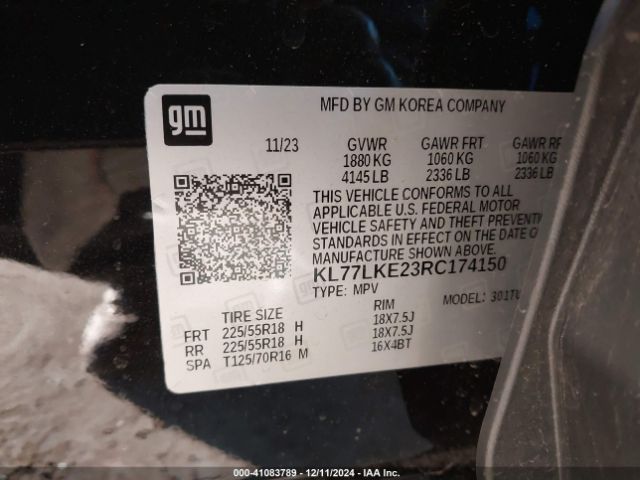 gm
MFD BY GM KOREA COMPANY
11/23 GVWR GAWR FRT GAWR
1880 KG 1060 KG 1060 KG
4145 LB 2336 LB 2336 LB
THIS VEHICLE CONFORMS TO ALL
APPLICABLE U.S. FEDERAL MOTOR
VEHICLE SAFETY AND THEFT PREVENTI
STANDARDS IN EFFECT ON THE DATE O
MANUFACTURE SHOWN ABOVE.
KL77LKE23RC174150
TYPE: MPV MODEL: 301TU
TIRE SIZE RIM
FRT 225/55R18 H 18X7.5J
RR 225/55R18 H 18X7.5J
SPA T125/70R16 M 16X4BT
000-41083789 - 12/11/2024 - IAA Inc.